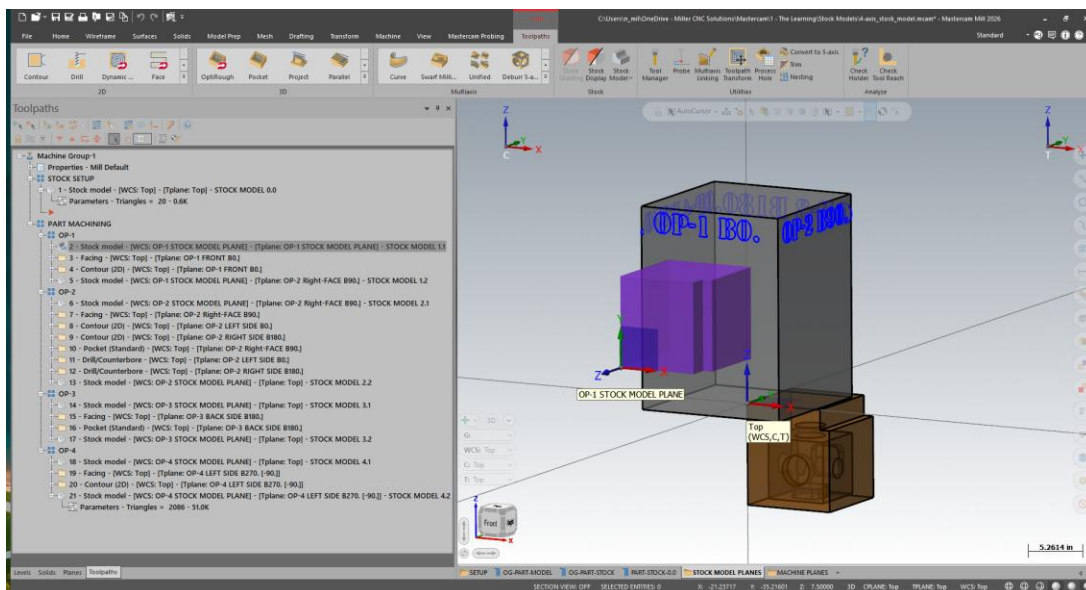 C:\Users\n_mil\OneDrive - Miller CNC Solutions\Mastercam\1 - The Learning\Stock Models\4-axis_stock_model.mcam* - Mastercam Mill 2026
File Home Wireframe Surfaces Solids Model Prep Mesh Drafting Transform Machine View Mastercam Probing Toolpaths
Standard
Contour Drill Dynamic ... Face
OptiRough Pocket Project Parallel
Curve Swarf Milli... Unified Deburr 5-a...
Stock Shading Stock Display Stock Model
Tool Manager Probe Multiaxis Linking Toolpath Transform Process Hole
Convert to 5-axis
Trim
Nesting
Check Holder Check Tool Reach
2D 3D Multiaxis Stock Utilities Analyze
Toolpaths
Machine Group-1
Properties - Mill Default
STOCK SETUP
1 - Stock model - [WCS: Top] - [Tplane: Top] - STOCK MODEL 0.0
Parameters - Triangles = 20 - 0.6K
PART MACHINING
OP-1
2 - Stock model - [WCS: OP-1 STOCK MODEL PLANE] - [Tplane: OP-1 STOCK MODEL PLANE] - STOCK MODEL 1.1
3 - Facing - [WCS: Top] - [Tplane: OP-1 FRONT B0.]
4 - Contour (2D) - [WCS: Top] - [Tplane: OP-1 FRONT B0.]
5 - Stock model - [WCS: OP-1 STOCK MODEL PLANE] - [Tplane: OP-2 Right-FACE B90.] - STOCK MODEL 1.2
OP-2
6 - Stock model - [WCS: OP-2 STOCK MODEL PLANE] - [Tplane: OP-2 Right-FACE B90.] - STOCK MODEL 2.1
7 - Facing - [WCS: Top] - [Tplane: OP-2 Right-FACE B90.]
8 - Contour (2D) - [WCS: Top] - [Tplane: OP-2 LEFT SIDE B0.]
9 - Contour (2D) - [WCS: Top] - [Tplane: OP-2 RIGHT SIDE B180.]
10 - Pocket (Standard) - [WCS: Top] - [Tplane: OP-2 Right-FACE B90.]
11 - Drill/Counterbore - [WCS: Top] - [Tplane: OP-2 LEFT SIDE B0.]
12 - Drill/Counterbore - [WCS: Top] - [Tplane: OP-2 RIGHT SIDE B180.]
13 - Stock model - [WCS: OP-2 STOCK MODEL PLANE] - [Tplane: Top] - STOCK MODEL 2.2
OP-3
14 - Stock model - [WCS: OP-3 STOCK MODEL PLANE] - [Tplane: Top] - STOCK MODEL 3.1
15 - Facing - [WCS: Top] - [Tplane: OP-3 BACK SIDE B180.]
16 - Pocket (Standard) - [WCS: Top] - [Tplane: OP-3 BACK SIDE B180.]
17 - Stock model - [WCS: OP-3 STOCK MODEL PLANE] - [Tplane: Top] - STOCK MODEL 3.2
OP-4
18 - Stock model - [WCS: OP-4 STOCK MODEL PLANE] - [Tplane: Top] - STOCK MODEL 4.1
19 - Facing - [WCS: Top] - [Tplane: OP-4 LEFT SIDE B270. [-90.]]
20 - Contour (2D) - [WCS: Top] - [Tplane: OP-4 LEFT SIDE B270. [-90.]]
21 - Stock model - [WCS: OP-4 STOCK MODEL PLANE] - [Tplane: OP-4 LEFT SIDE B270. [-90.]] - STOCK MODEL 4.2
Parameters - Triangles = 2086 - 51.0K
Levels Solids Planes Toolpaths
AutoCursor
Z Y X C
Z Y T
OP-1 B0.
OP-2 B90.
Y Z X
OP-1 STOCK MODEL PLANE
Z X
Top
(WCS,C,T)
3D
G:
WCS: Top
C: Top
T: Top
Z
Front
X
5.2614 in
SETUP OG-PART-MODEL OG-PART-STOCK PART-STOCK-0.0 STOCK MODEL PLANES MACHINE PLANES +
SECTION VIEW: OFF SELECTED ENTITIES: 0 X: -21.23717 Y: -35.21601 Z: 7.50000 3D CPLANE: Top TPLANE: Top WCS: Top